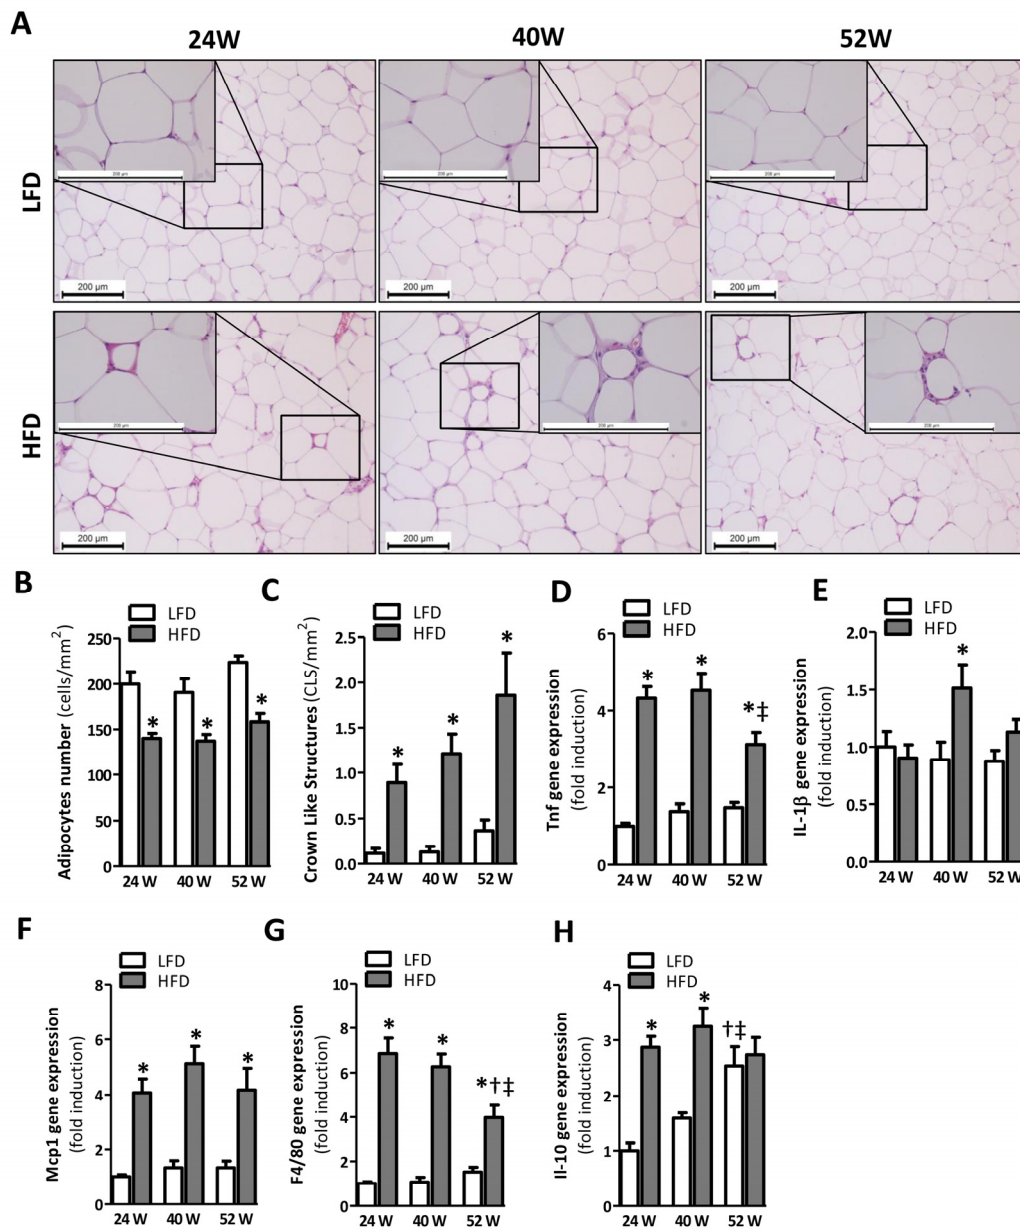 A
24W
40W
52W
LFD
200 µm
200 µm
200 µm
HFD
200 µm
200 µm
200 µm
B
LFD
HFD
Adipocytes number (cells/mm²)
250
200
150
100
50
0
*
*
*
24 W
40 W
52 W
C
LFD
HFD
Crown Like Structures (CLS/mm²)
2.5
2.0
1.5
1.0
0.5
0.0
*
*
*
24 W
40 W
52 W
D
LFD
HFD
Tnf gene expression
(fold induction)
6
4
2
0
*
*
*‡
24 W
40 W
52 W
E
LFD
HFD
IL-1β gene expression
(fold induction)
2.0
1.5
1.0
0.5
0.0
*
24 W
40 W
52 W
F
LFD
HFD
Mcp1 gene expression
(fold induction)
8
6
4
2
0
*
*
*
24 W
40 W
52 W
G
LFD
HFD
F4/80 gene expression
(fold induction)
10
8
6
4
2
0
*
*
*†‡
24 W
40 W
52 W
H
LFD
HFD
Il-10 gene expression
(fold induction)
4
3
2
1
0
*
*
†‡
24 W
40 W
52 W